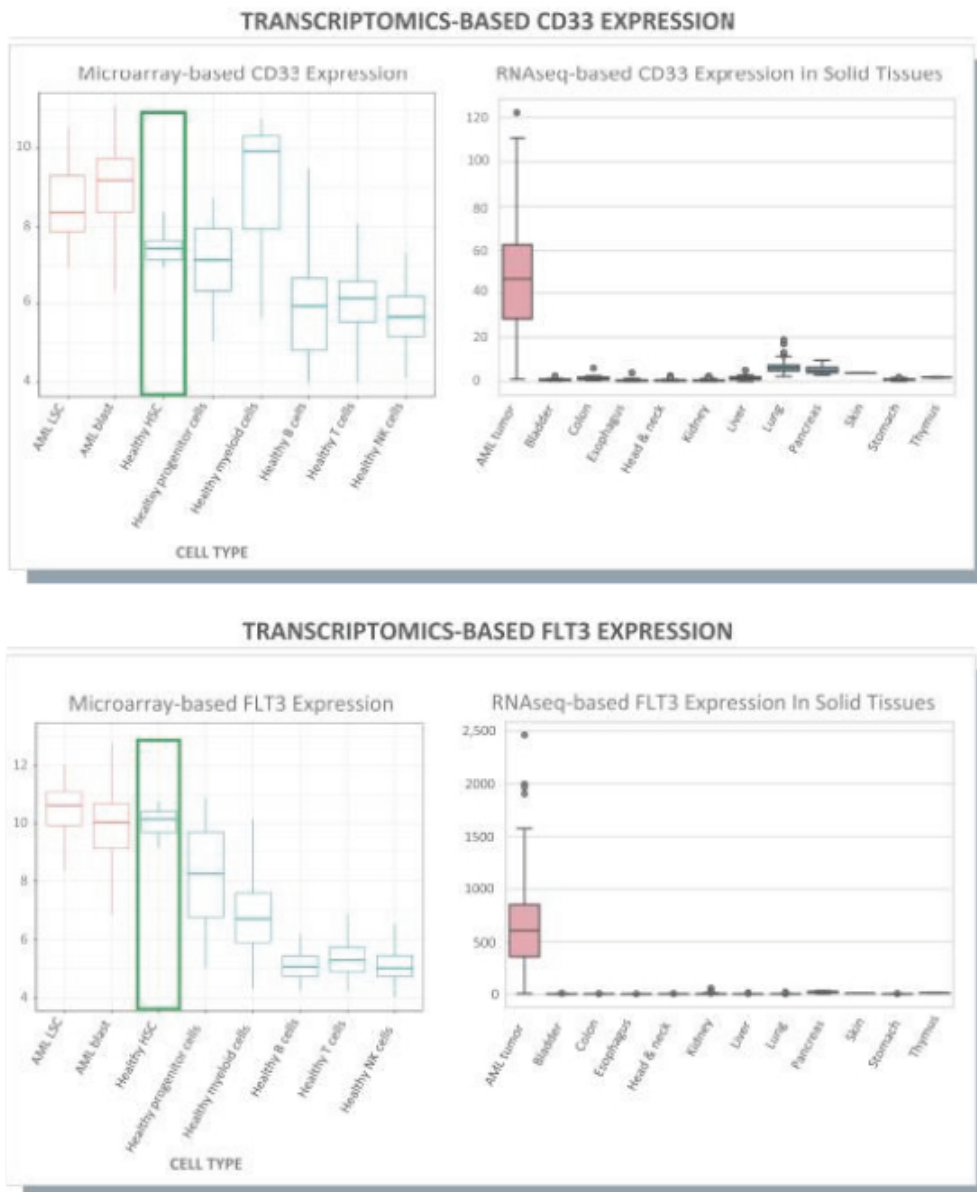 TRANSCRIPTOMICS-BASED CD33 EXPRESSION
Microarray-based CD33 Expression
10
8
6
4
AML LSC
AML blast
Healthy HSC
Healthy progenitor cells
Healthy myeloid cells
Healthy B cells
Healthy T cells
Healthy NK cells
CELL TYPE
RNAseq-based CD33 Expression in Solid Tissues
120
100
80
60
40
20
0
AML tumor
Bladder
Colon
Esophagus
Head & neck
Kidney
Liver
Lung
Pancreas
Skin
Stomach
Thymus
TRANSCRIPTOMICS-BASED FLT3 EXPRESSION
Microarray-based FLT3 Expression
12
10
8
6
4
AML LSC
AML blast
Healthy HSC
Healthy progenitor cells
Healthy myeloid cells
Healthy B cells
Healthy T cells
Healthy NK cells
CELL TYPE
RNAseq-based FLT3 Expression In Solid Tissues
2,500
2000
1500
1000
500
0
AML tumor
Bladder
Colon
Esophagus
Head & neck
Kidney
Liver
Lung
Pancreas
Skin
Stomach
Thymus